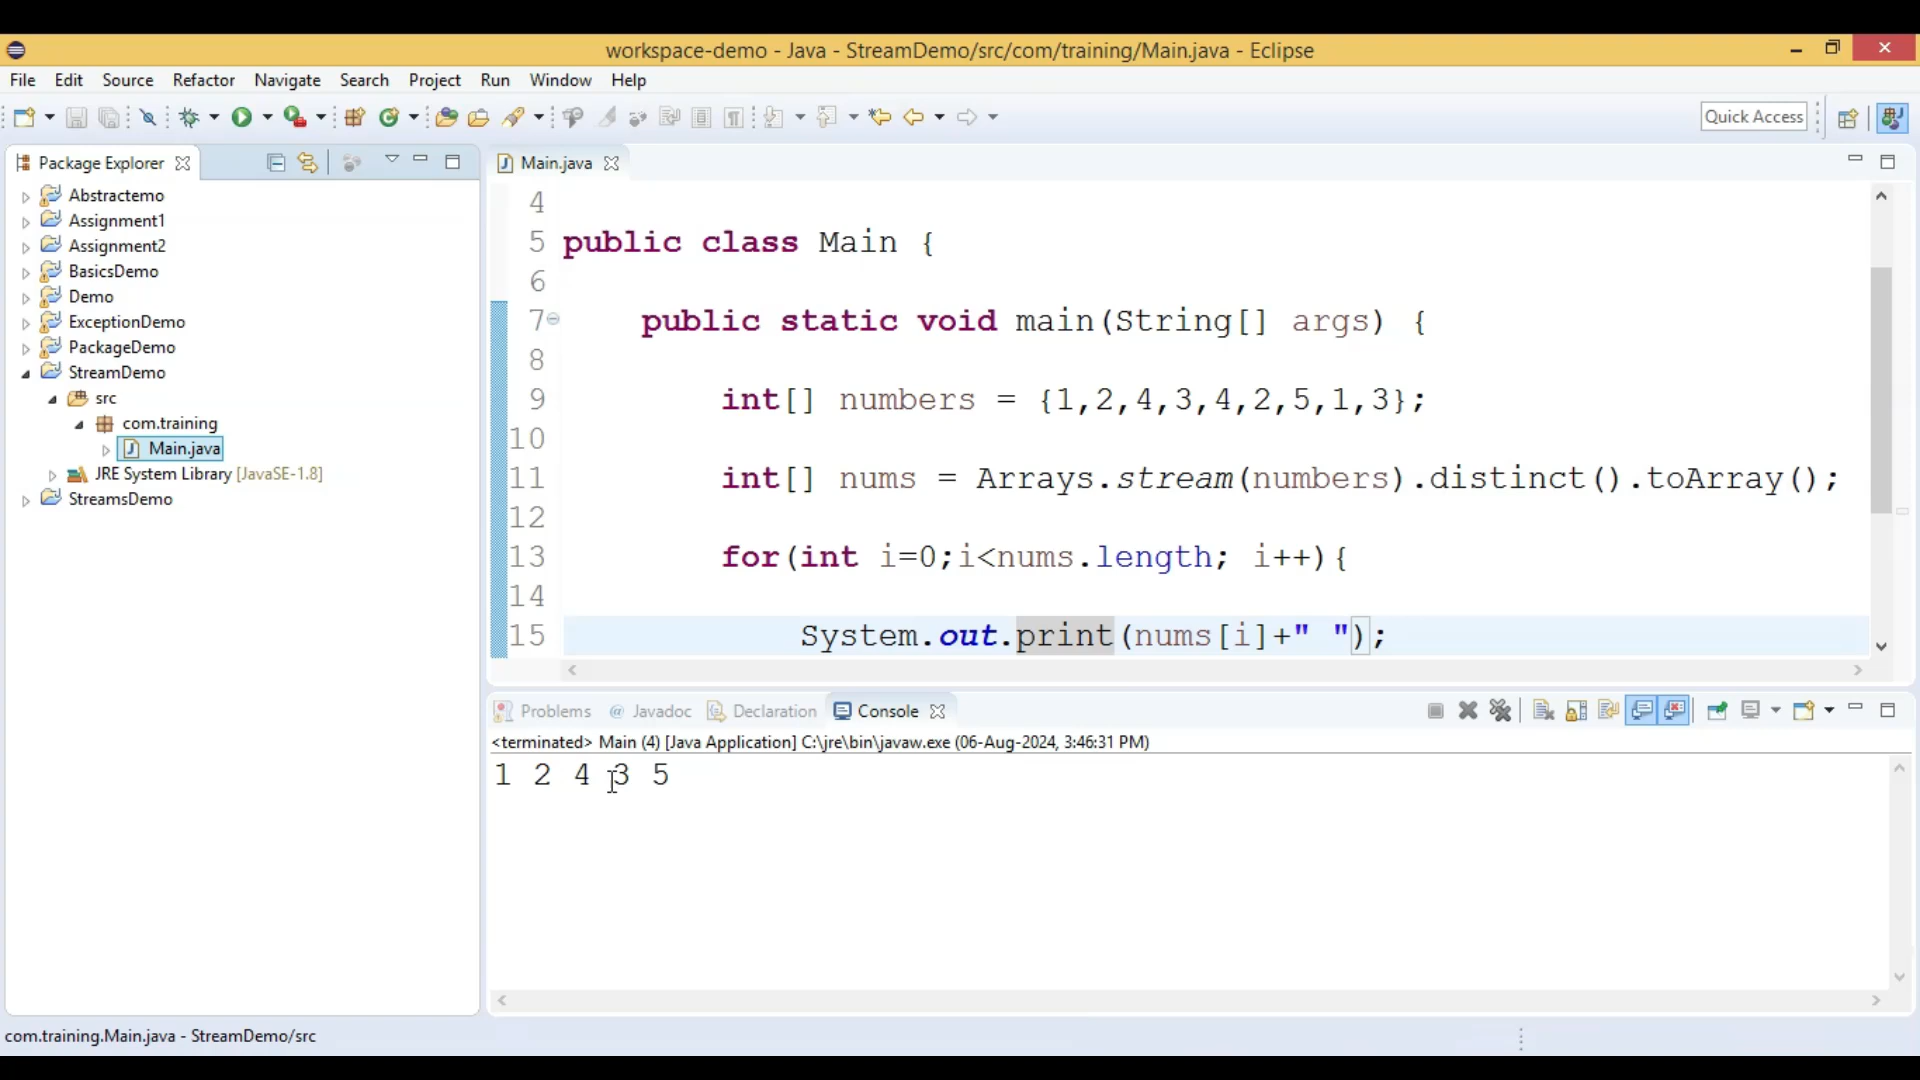 workspace-demo - Java - StreamDemo/src/com/training/Main.java - Eclipse
File Edit Source Refactor Navigate Search Project Run Window Help
Quick Access
Package Explorer
Abstractemo
Assignment1
Assignment2
BasicsDemo
Demo
ExceptionDemo
PackageDemo
StreamDemo
src
com.training
Main.java
JRE System Library [JavaSE-1.8]
StreamsDemo
Main.java
4
5 public class Main {
6
7 public static void main(String[] args) {
8
9 int[] numbers = {1,2,4,3,4,2,5,1,3};
10
11 int[] nums = Arrays.stream(numbers).distinct().toArray();
12
13 for(int i=0;i<nums.length; i++){
14
15 System.out.print(nums[i]+" ");
Problems @ Javadoc Declaration Console
<terminated> Main (4) [Java Application] C:\jre\bin\javaw.exe (06-Aug-2024, 3:46:31 PM)
1 2 4 3 5
com.training.Main.java - StreamDemo/src